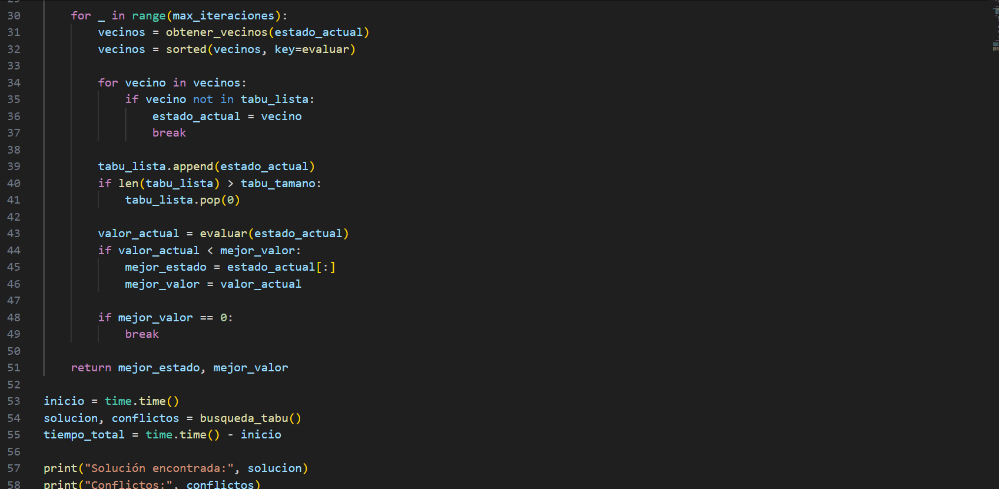 29
30 for _ in range(max_iteraciones):
31 vecinos = obtener_vecinos(estado_actual)
32 vecinos = sorted(vecinos, key=evaluar)
33
34 for vecino in vecinos:
35 if vecino not in tabu_lista:
36 estado_actual = vecino
37 break
38
39 tabu_lista.append(estado_actual)
40 if len(tabu_lista) > tabu_tamano:
41 tabu_lista.pop(0)
42
43 valor_actual = evaluar(estado_actual)
44 if valor_actual < mejor_valor:
45 mejor_estado = estado_actual[:]
46 mejor_valor = valor_actual
47
48 if mejor_valor == 0:
49 break
50
51 return mejor_estado, mejor_valor
52
53 inicio = time.time()
54 solucion, conflictos = busqueda_tabu()
55 tiempo_total = time.time() - inicio
56
57 print("Solución encontrada:", solucion)
58 print("Conflictos:", conflictos)